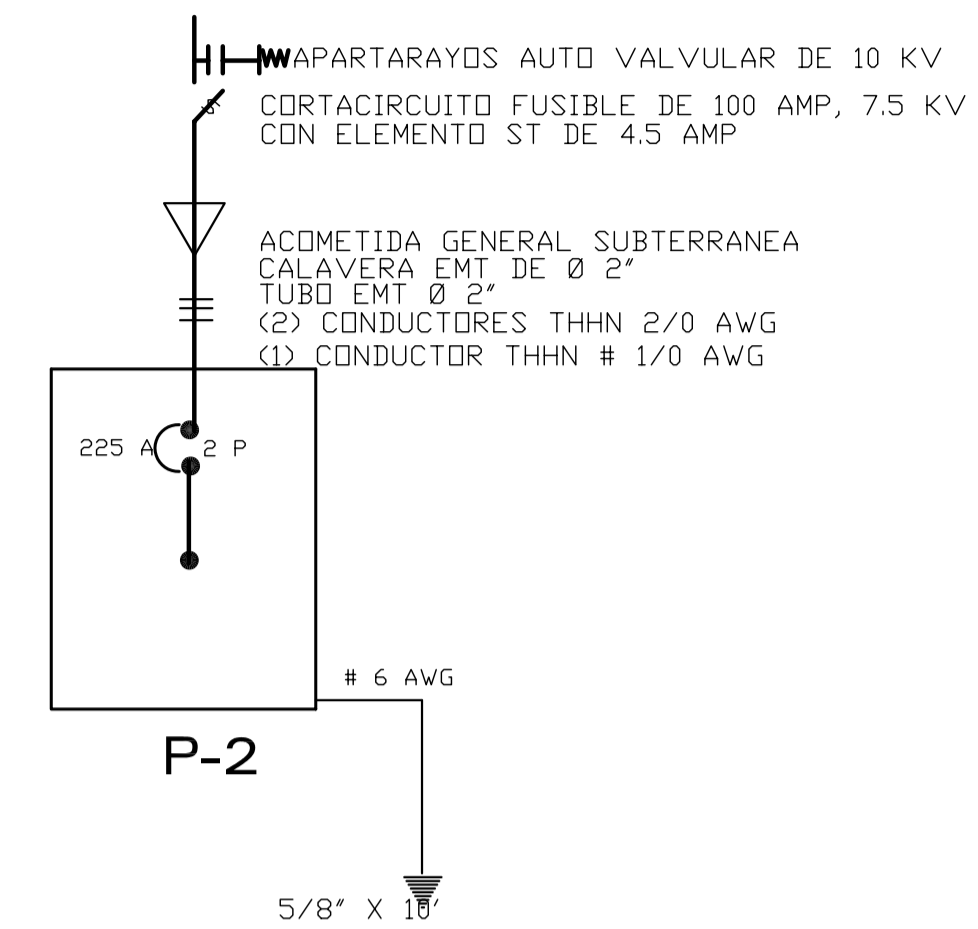 APARTARAYOS AUTO VALVULAR DE 10 KV
CORTACIRCUITO FUSIBLE DE 100 AMP, 7.5 KV
CON ELEMENTO ST DE 4.5 AMP
ACOMETIDA GENERAL SUBTERRANEA
CALAVERA EMT DE Ø 2"
TUBO EMT Ø 2"
(2) CONDUCTORES THHN 2/0 AWG
(1) CONDUCTOR THHN # 1/0 AWG
225 A 2 P
# 6 AWG
P-2
5/8" X 10'